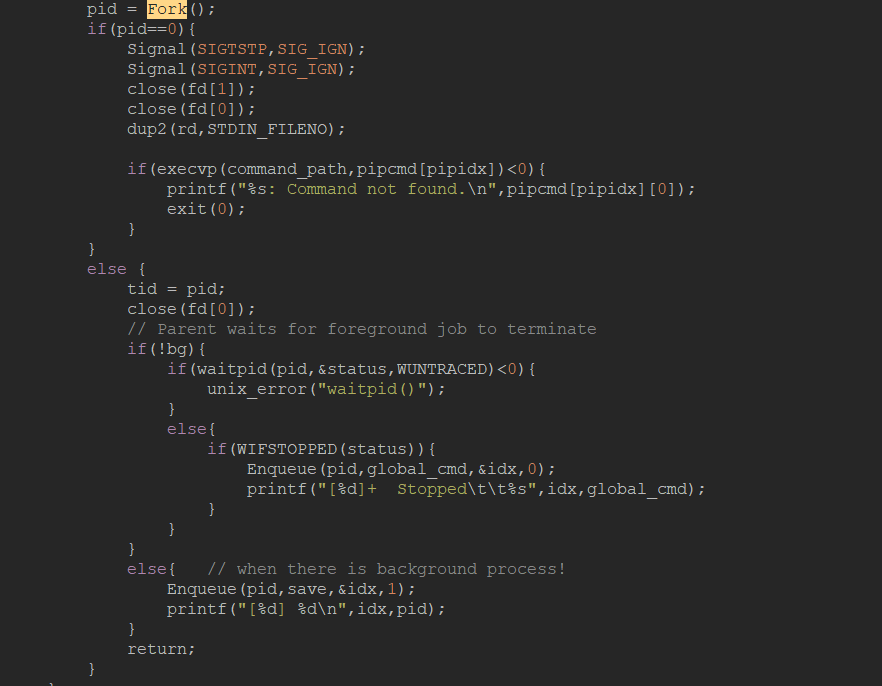 pid = Fork();
if(pid==0){
Signal(SIGTSTP,SIG_IGN);
Signal(SIGINT,SIG_IGN);
close(fd[1]);
close(fd[0]);
dup2(rd,STDIN_FILENO);
if(execvp(command_path,pipcmd[pipidx])<0){
printf("%s: Command not found.\n",pipcmd[pipidx][0]);
exit(0);
}
}
else {
tid = pid;
close(fd[0]);
// Parent waits for foreground job to terminate
if(!bg){
if(waitpid(pid,&status,WUNTRACED)<0){
unix_error("waitpid()");
}
else{
if(WIFSTOPPED(status)){
Enqueue(pid,global_cmd,&idx,0);
printf("[%d]+  Stopped\t\t%s",idx,global_cmd);
}
}
}
else{   // when there is background process!
Enqueue(pid,save,&idx,1);
printf("[%d] %d\n",idx,pid);
}
return;
}